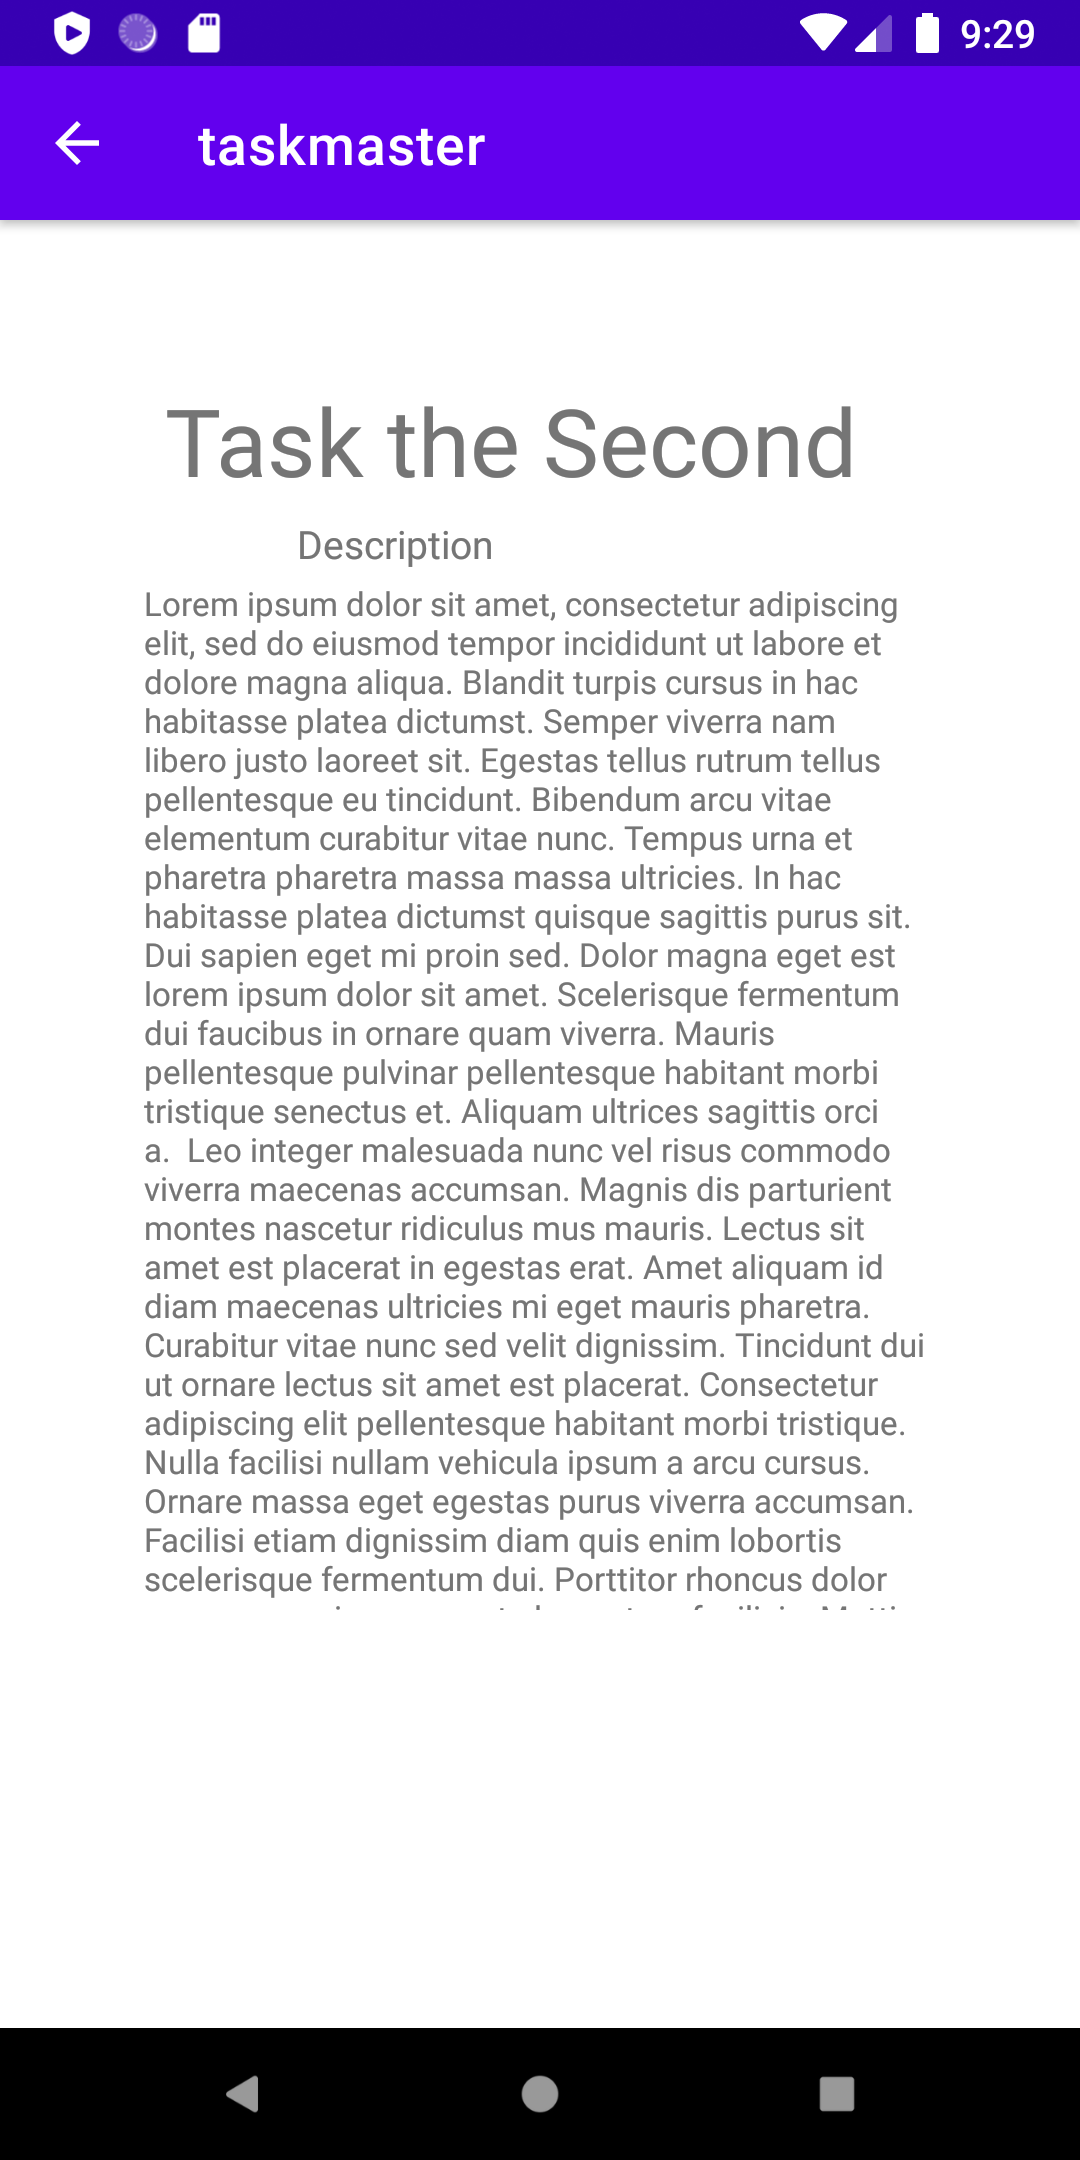 9:29
taskmaster
Task the Second
Description
Lorem ipsum dolor sit amet, consectetur adipiscing
elit, sed do eiusmod tempor incididunt ut labore et
dolore magna aliqua. Blandit turpis cursus in hac
habitasse platea dictumst. Semper viverra nam
libero justo laoreet sit. Egestas tellus rutrum tellus
pellentesque eu tincidunt. Bibendum arcu vitae
elementum curabitur vitae nunc. Tempus urna et
pharetra pharetra massa massa ultricies. In hac
habitasse platea dictumst quisque sagittis purus sit.
Dui sapien eget mi proin sed. Dolor magna eget est
lorem ipsum dolor sit amet. Scelerisque fermentum
dui faucibus in ornare quam viverra. Mauris
pellentesque pulvinar pellentesque habitant morbi
tristique senectus et. Aliquam ultrices sagittis orci
a.  Leo integer malesuada nunc vel risus commodo
viverra maecenas accumsan. Magnis dis parturient
montes nascetur ridiculus mus mauris. Lectus sit
amet est placerat in egestas erat. Amet aliquam id
diam maecenas ultricies mi eget mauris pharetra.
Curabitur vitae nunc sed velit dignissim. Tincidunt dui
ut ornare lectus sit amet est placerat. Consectetur
adipiscing elit pellentesque habitant morbi tristique.
Nulla facilisi nullam vehicula ipsum a arcu cursus.
Ornare massa eget egestas purus viverra accumsan.
Facilisi etiam dignissim diam quis enim lobortis
scelerisque fermentum dui. Porttitor rhoncus dolor